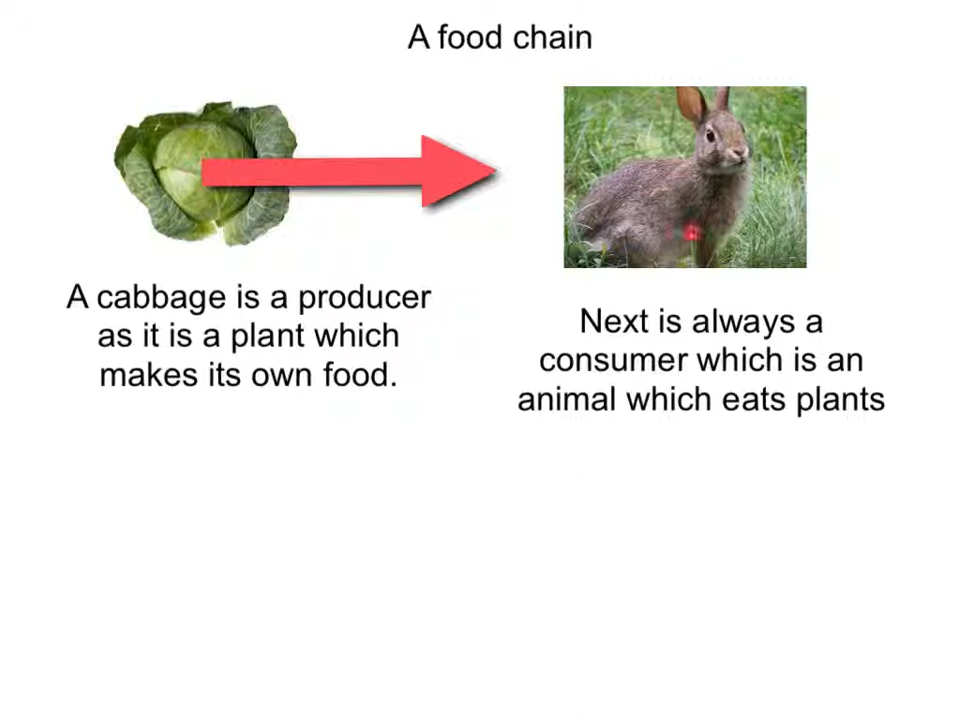 A food chain
A cabbage is a producer
as it is a plant which
makes its own food.
Next is always a
consumer which is an
animal which eats plants